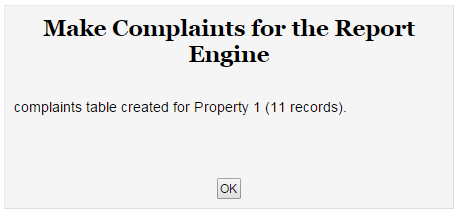 Make Complaints for the Report
Engine
complaints table created for Property 1 (11 records).
OK